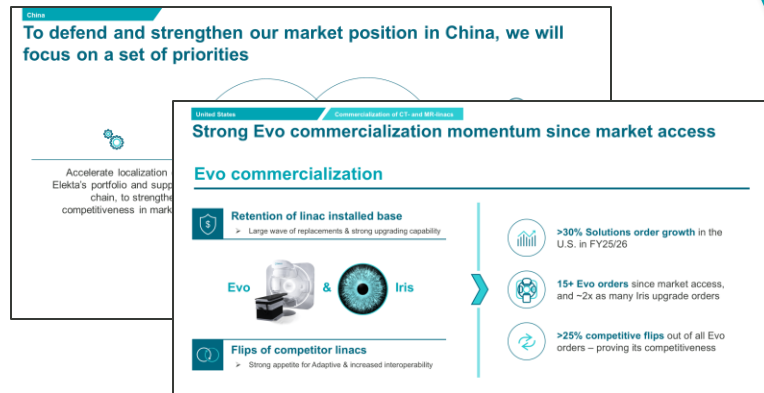 China
To defend and strengthen our market position in China, we will
focus on a set of priorities
Accelerate localization
Elekta's portfolio and supp
chain, to strengthe
competitiveness in mark
United States
Commercialization of CT- and MR-linacs
Strong Evo commercialization momentum since market access
Evo commercialization
Retention of linac installed base
➢ Large wave of replacements & strong upgrading capability
Evo & Iris
Flips of competitor linacs
➢ Strong appetite for Adaptive & increased interoperability
>30% Solutions order growth in the
U.S. in FY25/26
15+ Evo orders since market access,
and ~2x as many Iris upgrade orders
>25% competitive flips out of all Evo
orders – proving its competitiveness